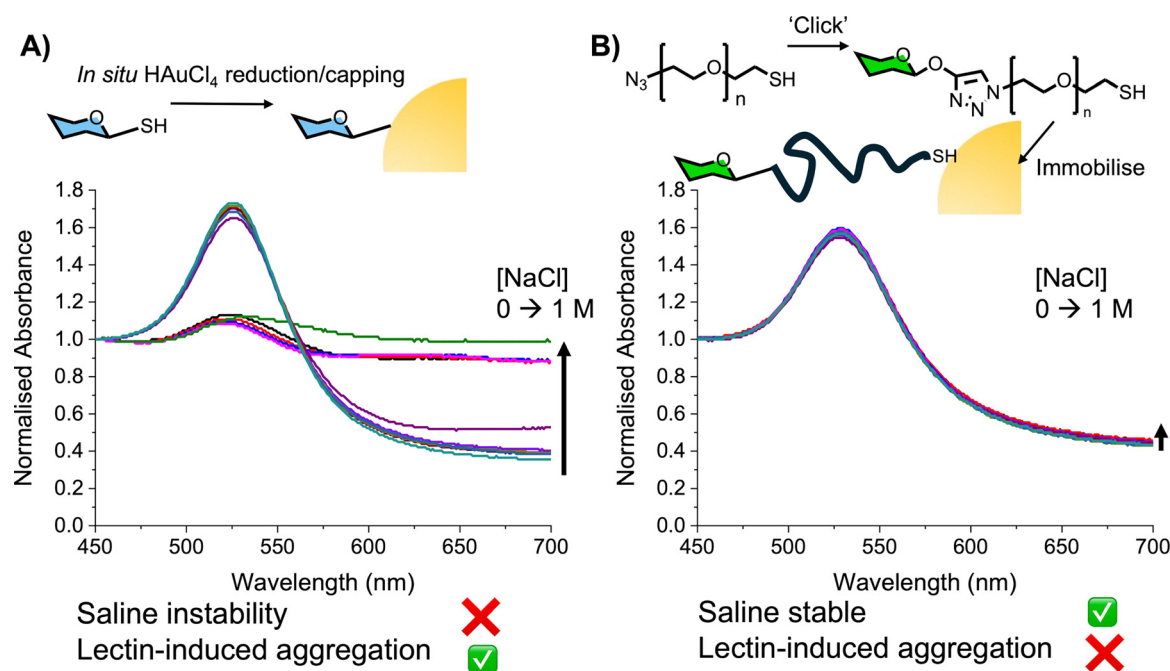 A)
In situ HAuCl₄ reduction/capping
O
SH
O
1.8
1.6
1.4
1.2
1.0
0.8
0.6
0.4
0.2
0.0
Normalised Absorbance
[NaCl]
0 → 1 M
450
500
550
600
650
700
Wavelength (nm)
Saline instability ❌
Lectin-induced aggregation ✅
B)
'Click'
N₃
O
SH
n
O
O
N
N=N
O
SH
n
O
SH
Immobilise
1.8
1.6
1.4
1.2
1.0
0.8
0.6
0.4
0.2
0.0
Normalised Absorbance
[NaCl]
0 → 1 M
450
500
550
600
650
700
Wavelength (nm)
Saline stable ✅
Lectin-induced aggregation ❌